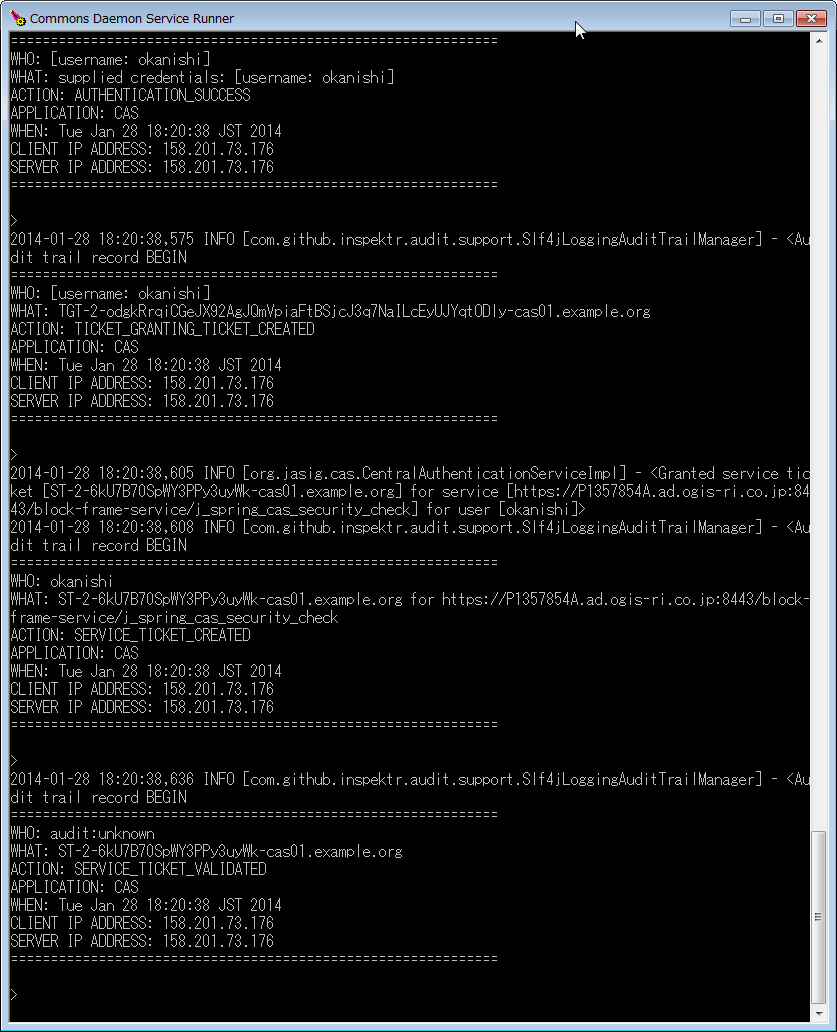 Commons Daemon Service Runner
=============================================================
WHO: [username: okanishi]
WHAT: supplied credentials: [username: okanishi]
ACTION: AUTHENTICATION_SUCCESS
APPLICATION: CAS
WHEN: Tue Jan 28 18:20:38 JST 2014
CLIENT IP ADDRESS: 158.201.73.176
SERVER IP ADDRESS: 158.201.73.176
=============================================================
>
2014-01-28 18:20:38,575 INFO [com.github.inspektr.audit.support.Slf4jLoggingAuditTrailManager] - <Au
dit trail record BEGIN
=============================================================
WHO: [username: okanishi]
WHAT: TGT-2-odgkRrqiCGeJX92AgJQmVpiaFtBSjcJ3q7NaILcEyUJYqtODly-cas01.example.org
ACTION: TICKET_GRANTING_TICKET_CREATED
APPLICATION: CAS
WHEN: Tue Jan 28 18:20:38 JST 2014
CLIENT IP ADDRESS: 158.201.73.176
SERVER IP ADDRESS: 158.201.73.176
=============================================================
>
2014-01-28 18:20:38,605 INFO [org.jasig.cas.CentralAuthenticationServiceImpl] - <Granted service tic
ket [ST-2-6kU7B70SpWY3PPy3uyWk-cas01.example.org] for service [https://P1357854A.ad.ogis-ri.co.jp:84
43/block-frame-service/j_spring_cas_security_check] for user [okanishi]>
2014-01-28 18:20:38,608 INFO [com.github.inspektr.audit.support.Slf4jLoggingAuditTrailManager] - <Au
dit trail record BEGIN
=============================================================
WHO: okanishi
WHAT: ST-2-6kU7B70SpWY3PPy3uyWk-cas01.example.org for https://P1357854A.ad.ogis-ri.co.jp:8443/block-
frame-service/j_spring_cas_security_check
ACTION: SERVICE_TICKET_CREATED
APPLICATION: CAS
WHEN: Tue Jan 28 18:20:38 JST 2014
CLIENT IP ADDRESS: 158.201.73.176
SERVER IP ADDRESS: 158.201.73.176
=============================================================
>
2014-01-28 18:20:38,636 INFO [com.github.inspektr.audit.support.Slf4jLoggingAuditTrailManager] - <Au
dit trail record BEGIN
=============================================================
WHO: audit:unknown
WHAT: ST-2-6kU7B70SpWY3PPy3uyWk-cas01.example.org
ACTION: SERVICE_TICKET_VALIDATED
APPLICATION: CAS
WHEN: Tue Jan 28 18:20:38 JST 2014
CLIENT IP ADDRESS: 158.201.73.176
SERVER IP ADDRESS: 158.201.73.176
=============================================================
>